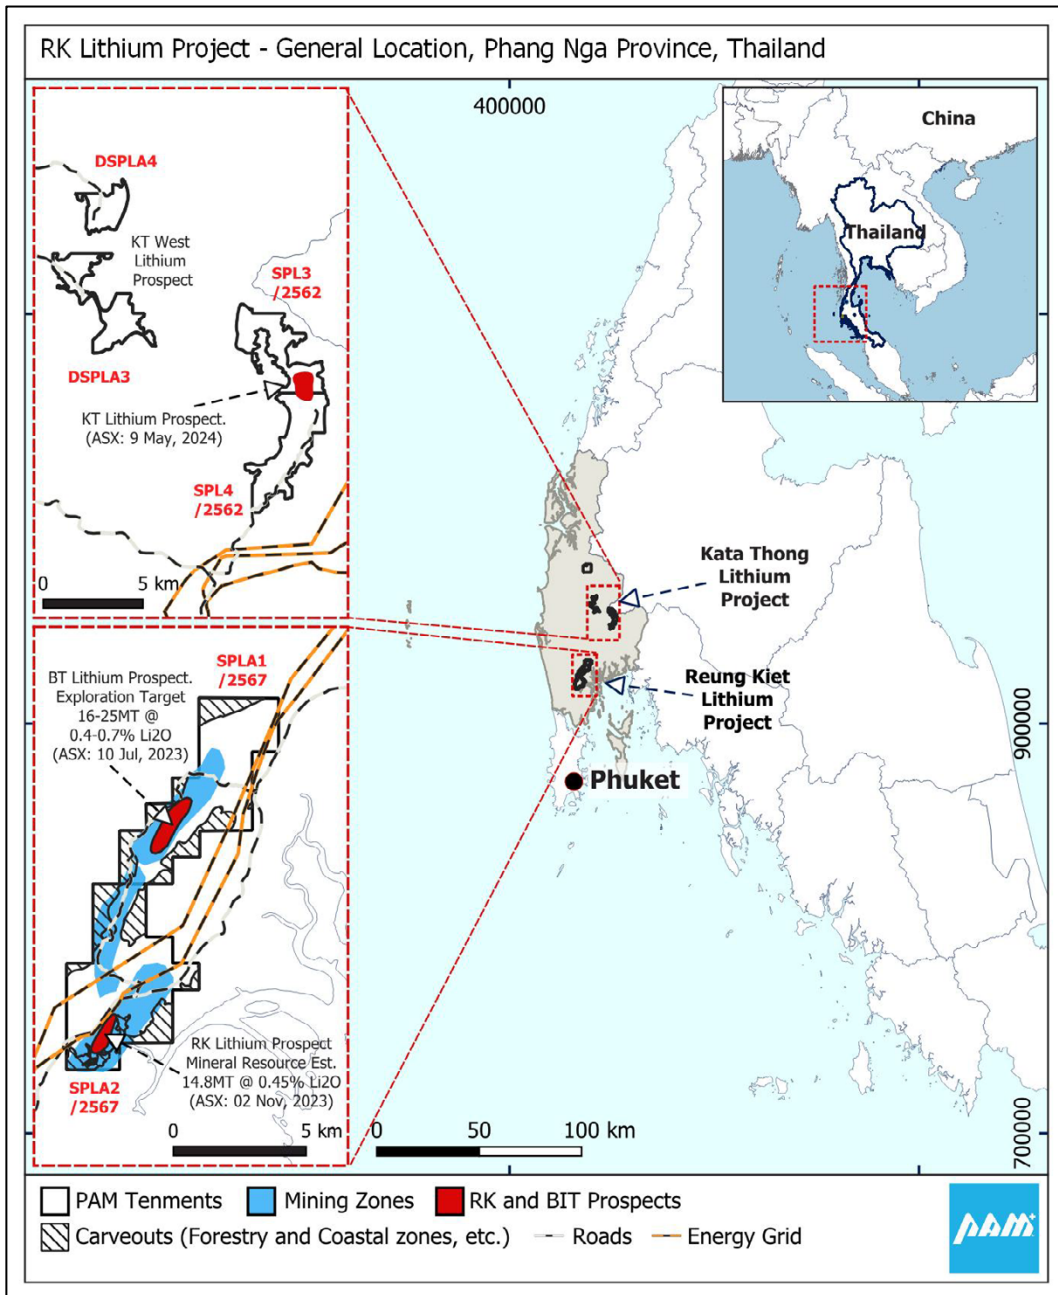 RK Lithium Project - General Location, Phang Nga Province, Thailand
400000
China
Thailand
DSPLA4
KT West
Lithium
Prospect
SPL3
/2562
DSPLA3
KT Lithium Prospect.
(ASX: 9 May, 2024)
SPL4
/2562
0 5 km
Kata Thong
Lithium
Project
Reung Kiet
Lithium
Project
Phuket
900000
700000
SPLA1
/2567
BT Lithium Prospect.
Exploration Target
16-25MT @
0.4-0.7% Li2O
(ASX: 10 Jul, 2023)
RK Lithium Prospect
Mineral Resource Est.
14.8MT @ 0.45% Li2O
(ASX: 02 Nov, 2023)
SPLA2
/2567
0 5 km
0 50 100 km
PAM Tenments Mining Zones RK and BIT Prospects
Carveouts (Forestry and Coastal zones, etc.) Roads Energy Grid
PAM+